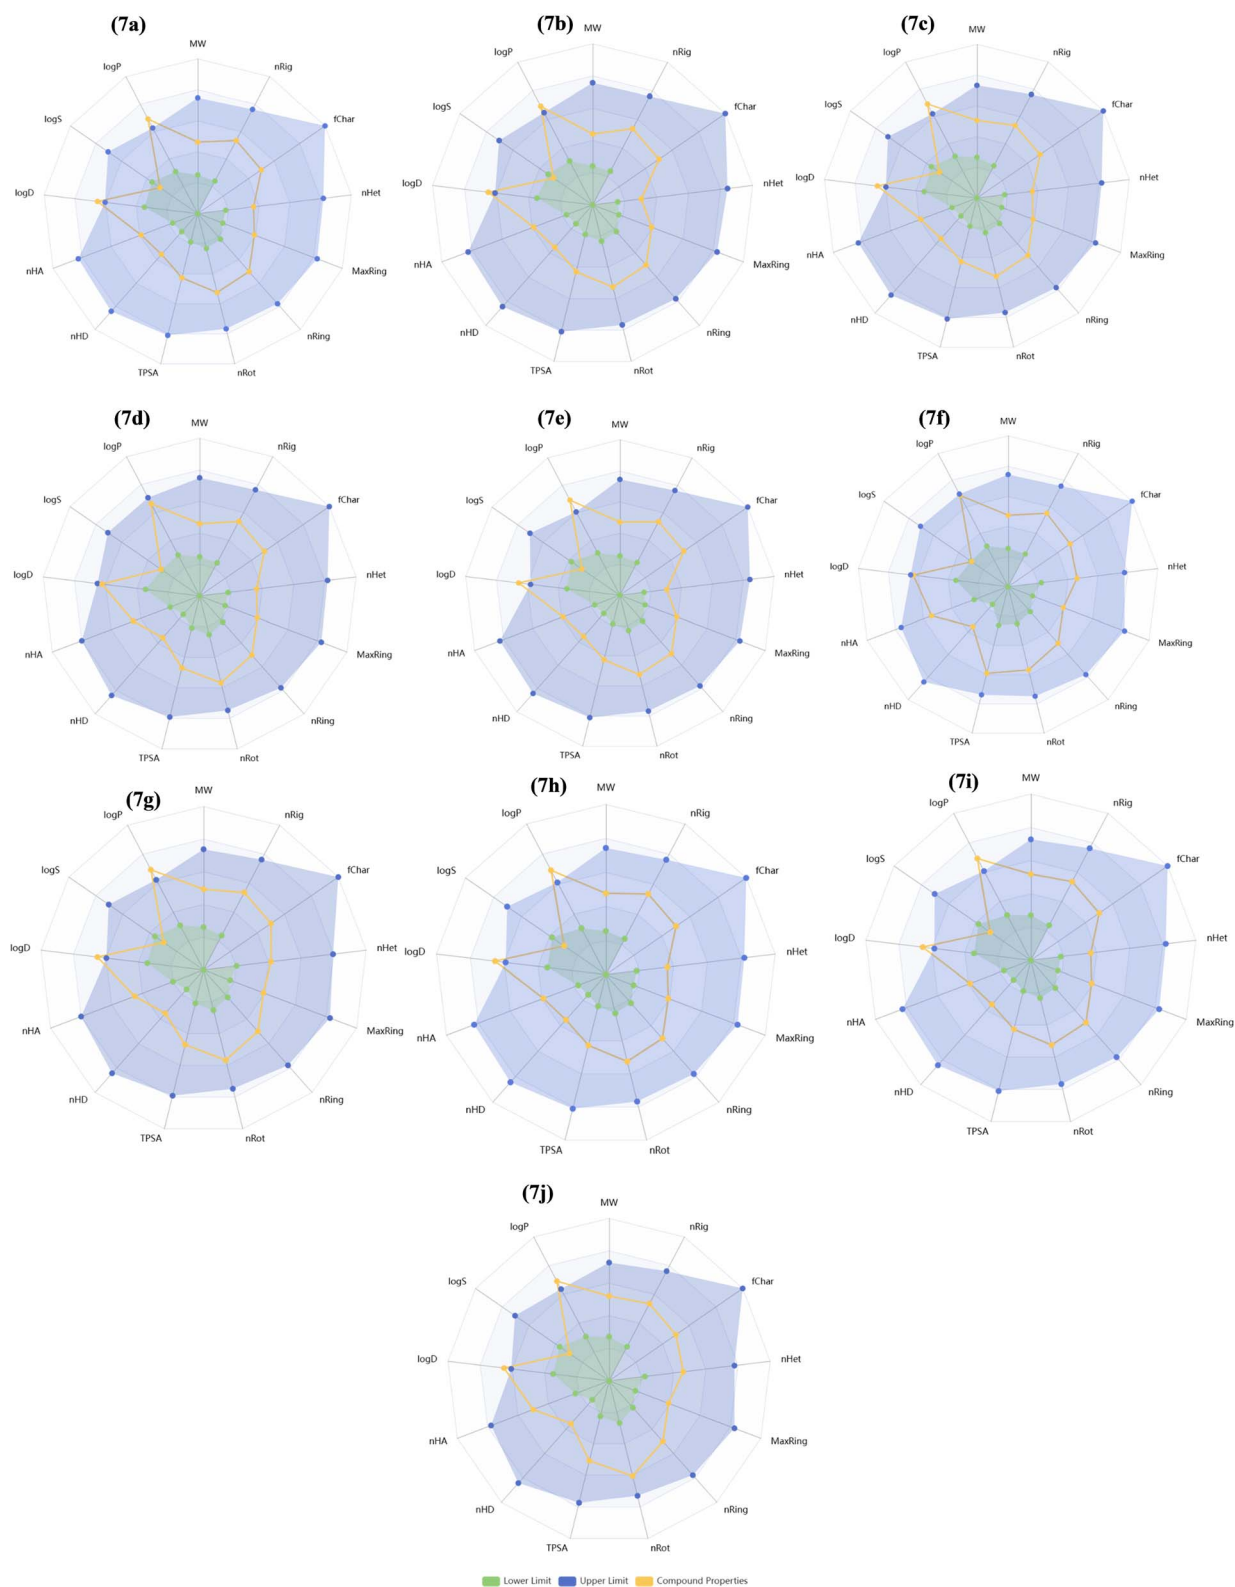 (7a)
MW
nRig
fChar
nHet
MaxRing
nRing
nRot
TPSA
nHD
nHA
logD
logS
logP
(7b)
MW
nRig
fChar
nHet
MaxRing
nRing
nRot
TPSA
nHD
nHA
logD
logS
logP
(7c)
MW
nRig
fChar
nHet
MaxRing
nRing
nRot
TPSA
nHD
nHA
logD
logS
logP
(7d)
MW
nRig
fChar
nHet
MaxRing
nRing
nRot
TPSA
nHD
nHA
logD
logS
logP
(7e)
MW
nRig
fChar
nHet
MaxRing
nRing
nRot
TPSA
nHD
nHA
logD
logS
logP
(7f)
MW
nRig
fChar
nHet
MaxRing
nRing
nRot
TPSA
nHD
nHA
logD
logS
logP
(7g)
MW
nRig
fChar
nHet
MaxRing
nRing
nRot
TPSA
nHD
nHA
logD
logS
logP
(7h)
MW
nRig
fChar
nHet
MaxRing
nRing
nRot
TPSA
nHD
nHA
logD
logS
logP
(7i)
MW
nRig
fChar
nHet
MaxRing
nRing
nRot
TPSA
nHD
nHA
logD
logS
logP
(7j)
MW
nRig
fChar
nHet
MaxRing
nRing
nRot
TPSA
nHD
nHA
logD
logS
logP
Lower Limit Upper Limit Compound Properties